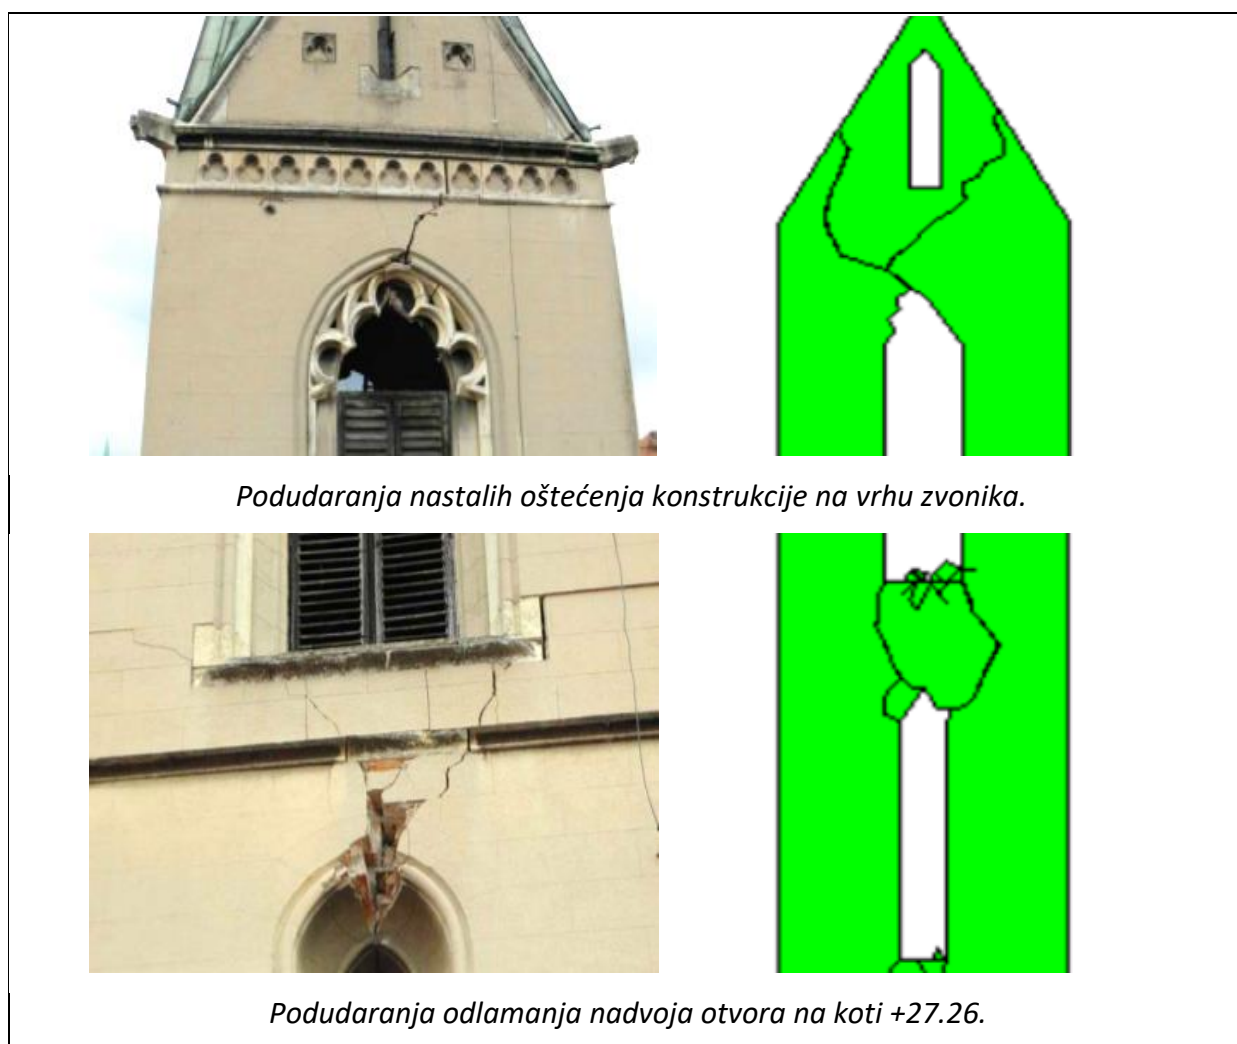 Podudaranja nastalih oštećenja konstrukcije na vrhu zvonika.
Podudaranja odlamanja nadvoja otvora na koti +27.26.